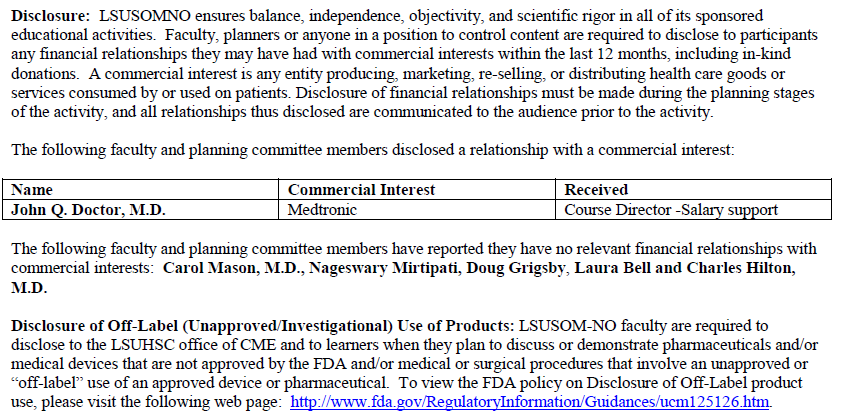 Disclosure: LSUSOMNO ensures balance, independence, objectivity, and scientific rigor in all of its sponsored
educational activities. Faculty, planners or anyone in a position to control content are required to disclose to participants
any financial relationships they may have had with commercial interests within the last 12 months, including in-kind
donations. A commercial interest is any entity producing, marketing, re-selling, or distributing health care goods or
services consumed by or used on patients. Disclosure of financial relationships must be made during the planning stages
of the activity, and all relationships thus disclosed are communicated to the audience prior to the activity.
The following faculty and planning committee members disclosed a relationship with a commercial interest:
Name Commercial Interest Received
John Q. Doctor, M.D. Medtronic Course Director -Salary support
The following faculty and planning committee members have reported they have no relevant financial relationships with
commercial interests: Carol Mason, M.D., Nageswary Mirtipati, Doug Grigsby, Laura Bell and Charles Hilton,
M.D.
Disclosure of Off-Label (Unapproved/Investigational) Use of Products: LSUSOM-NO faculty are required to
disclose to the LSUHSC office of CME and to learners when they plan to discuss or demonstrate pharmaceuticals and/or
medical devices that are not approved by the FDA and/or medical or surgical procedures that involve an unapproved or
“off-label” use of an approved device or pharmaceutical. To view the FDA policy on Disclosure of Off-Label product
use, please visit the following web page: http://www.fda.gov/RegulatoryInformation/Guidances/ucm125126.htm.